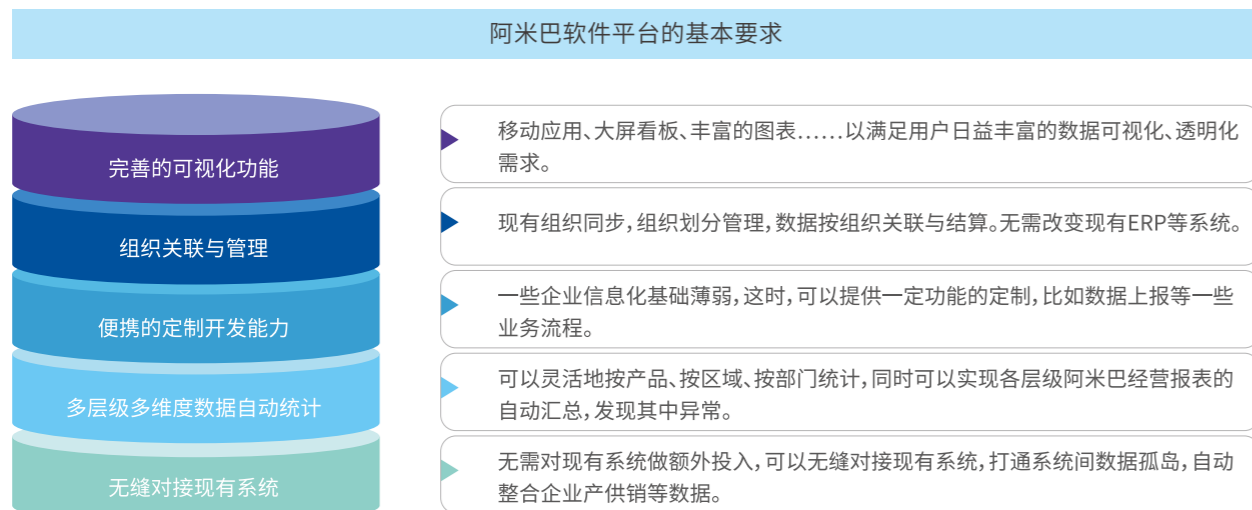 阿米巴软件平台的基本要求
完善的可视化功能
移动应用、大屏看板、丰富的图表……以满足用户日益丰富的数据可视化、透明化
需求。
组织关联与管理
现有组织同步，组织划分管理，数据按组织关联与结算。无需改变现有ERP等系统。
便携的定制开发能力
一些企业信息化基础薄弱，这时，可以提供一定功能的定制，比如数据上报等一些
业务流程。
多层级多维度数据自动统计
可以灵活地按产品、按区域、按部门统计，同时可以实现各层级阿米巴经营报表的
自动汇总，发现其中异常。
无缝对接现有系统
无需对现有系统做额外投入，可以无缝对接现有系统，打通系统间数据孤岛，自动
整合企业产供销等数据。